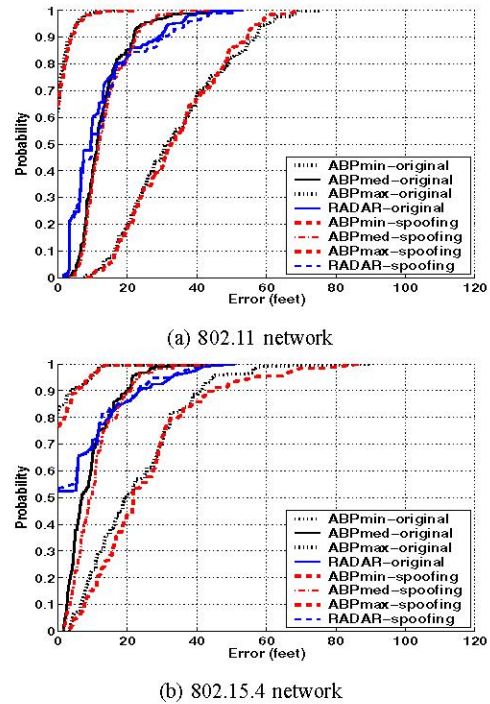 1
0.9
0.8
0.7
0.6
0.5
0.4
0.3
0.2
0.1
0
Probability
ABPmin-original
ABPmed-original
ABPmax-original
RADAR-original
ABPmin-spoofing
ABPmed-spoofing
ABPmax-spoofing
RADAR-spoofing
0 20 40 60 80 100 120
Error (feet)
(a) 802.11 network
1
0.9
0.8
0.7
0.6
0.5
0.4
0.3
0.2
0.1
0
Probability
ABPmin-original
ABPmed-original
ABPmax-original
RADAR-original
ABPmin-spoofing
ABPmed-spoofing
ABPmax-spoofing
RADAR-spoofing
0 20 40 60 80 100 120
Error (feet)
(b) 802.15.4 network